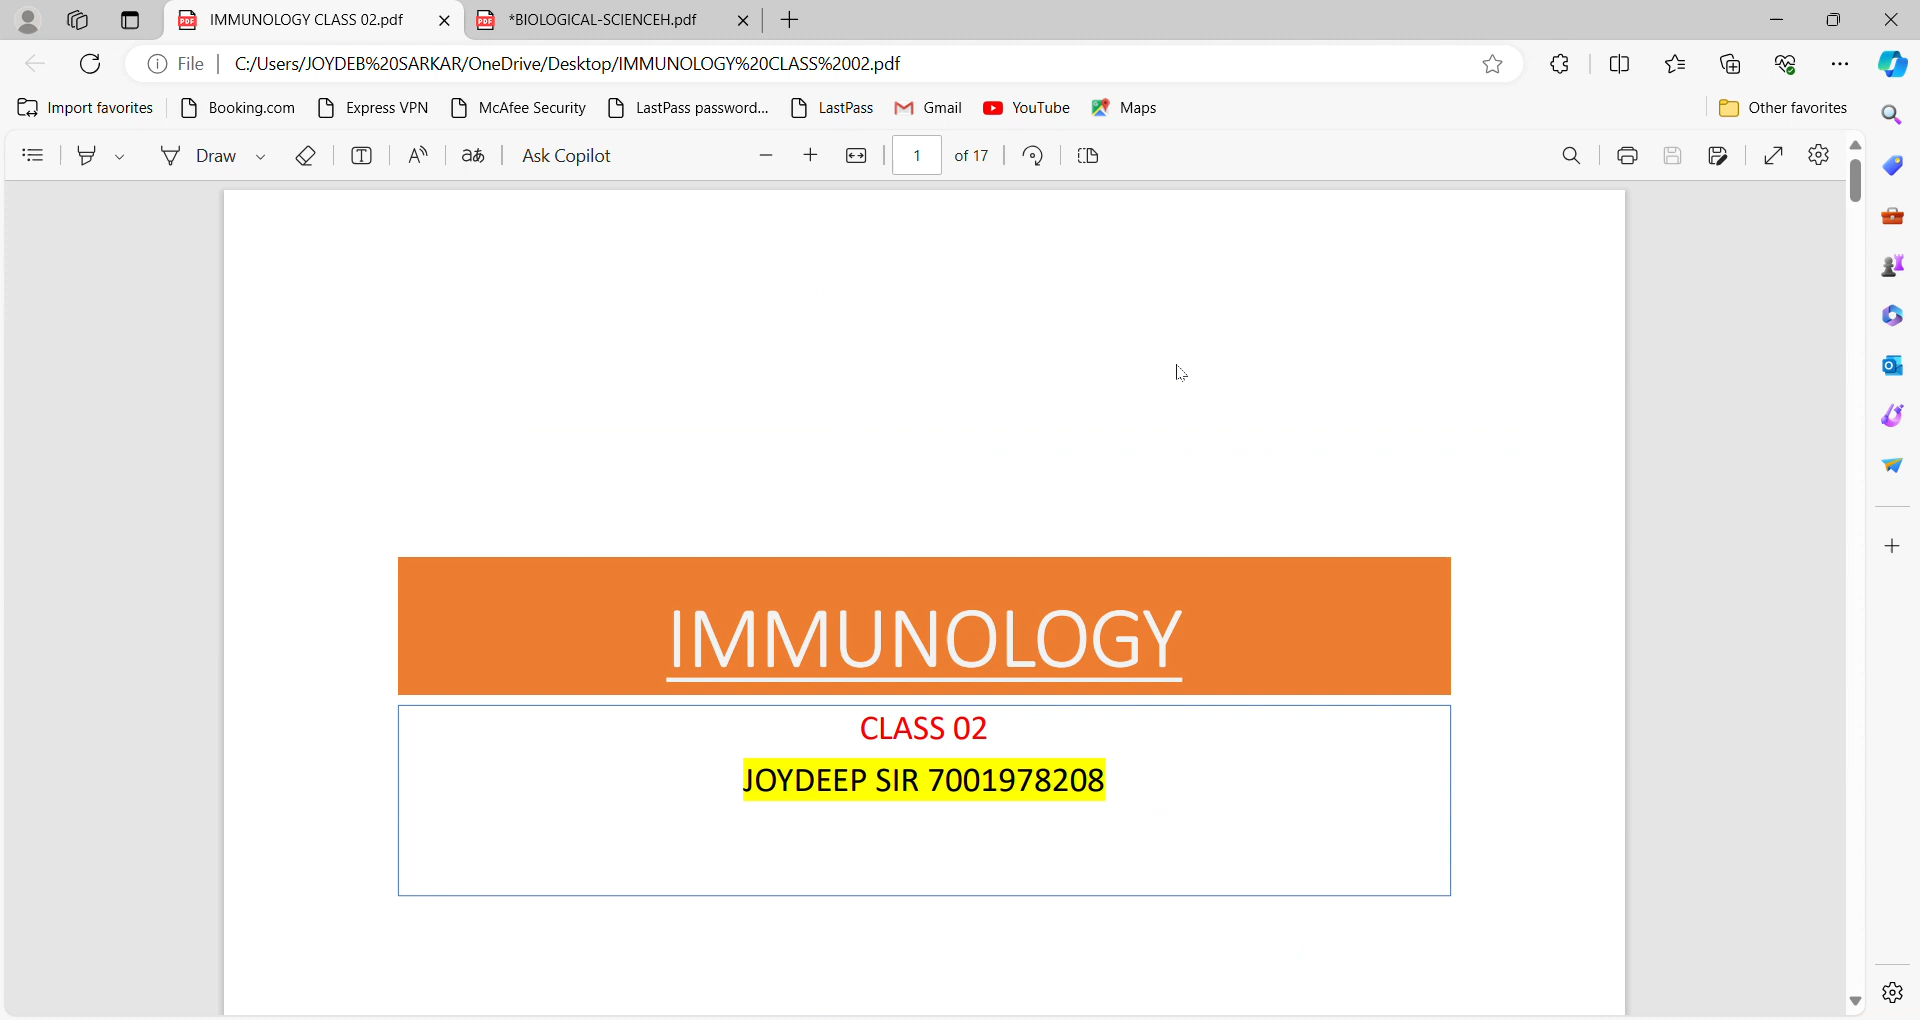 IMMUNOLOGY CLASS 02.pdf
*BIOLOGICAL-SCIENCEH.pdf
File
C:/Users/JOYDEB%20SARKAR/OneDrive/Desktop/IMMUNOLOGY%20CLASS%2002.pdf
Import favorites Booking.com Express VPN McAfee Security LastPass password... LastPass Gmail YouTube Maps Other favorites
Draw Ask Copilot 1 of 17
IMMUNOLOGY
CLASS 02
JOYDEEP SIR 7001978208